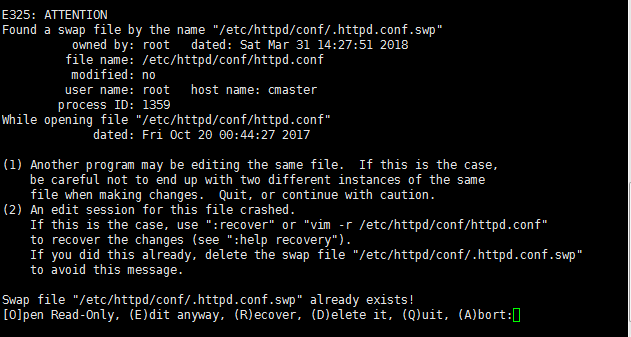 E325: ATTENTION
Found a swap file by the name "/etc/httpd/conf/.httpd.conf.swp"
owned by: root   dated: Sat Mar 31 14:27:51 2018
file name: /etc/httpd/conf/httpd.conf
modified: no
user name: root   host name: cmaster
process ID: 1359
While opening file "/etc/httpd/conf/httpd.conf"
dated: Fri Oct 20 00:44:27 2017
(1) Another program may be editing the same file.  If this is the case,
be careful not to end up with two different instances of the same
file when making changes.  Quit, or continue with caution.
(2) An edit session for this file crashed.
If this is the case, use ":recover" or "vim -r /etc/httpd/conf/httpd.conf"
to recover the changes (see ":help recovery").
If you did this already, delete the swap file "/etc/httpd/conf/.httpd.conf.swp"
to avoid this message.
Swap file "/etc/httpd/conf/.httpd.conf.swp" already exists!
[O]pen Read-Only, (E)dit anyway, (R)ecover, (D)elete it, (Q)uit, (A)bort: